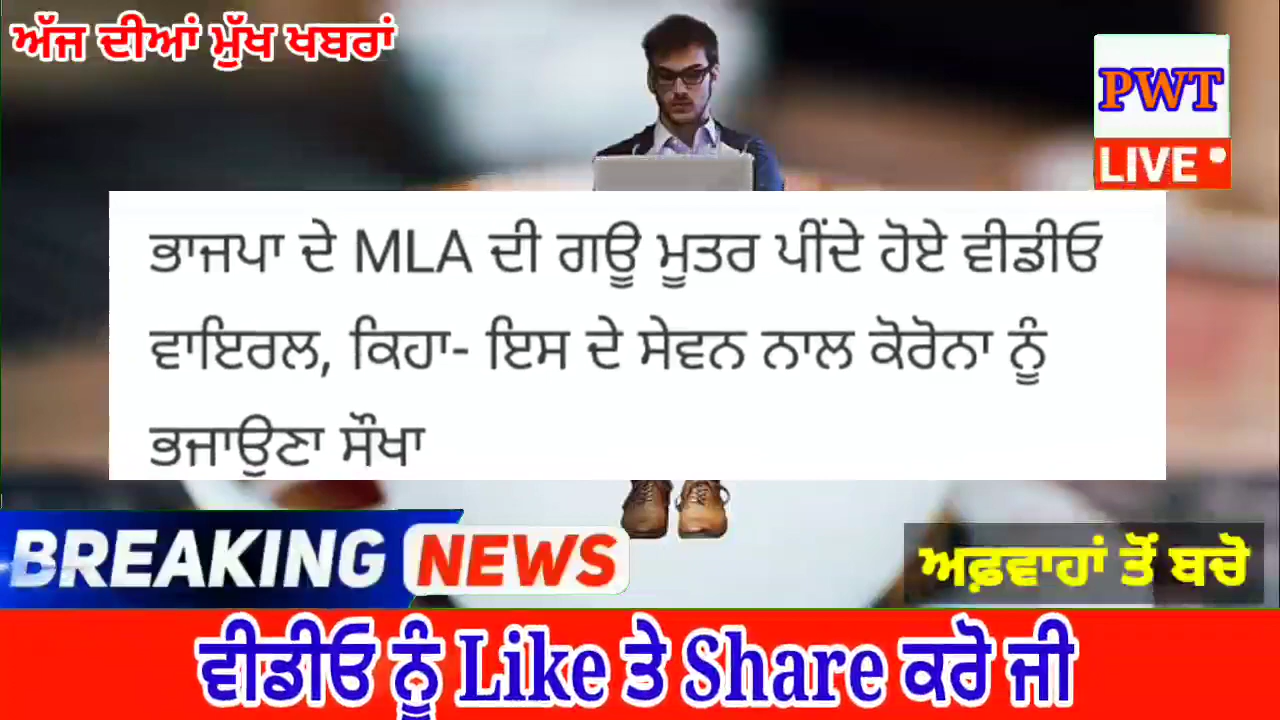 ਅੱਜ ਦੀਆਂ ਮੁੱਖ ਖਬਰਾਂ
PWT
LIVE
ਭਾਜਪਾ ਦੇ MLA ਦੀ ਗਊ ਮੂਤਰ ਪੀਂਦੇ ਹੋਏ ਵੀਡੀਓ
ਵਾਇਰਲ, ਕਿਹਾ- ਇਸ ਦੇ ਸੇਵਨ ਨਾਲ ਕੋਰੋਨਾ ਨੂੰ
ਭਜਾਉਣਾ ਸੌਖਾ
BREAKING NEWS
ਅਫ਼ਵਾਹਾਂ ਤੋਂ ਬਚੋ
ਵੀਡੀਓ ਨੂੰ Like ਤੇ Share ਕਰੋ ਜੀ